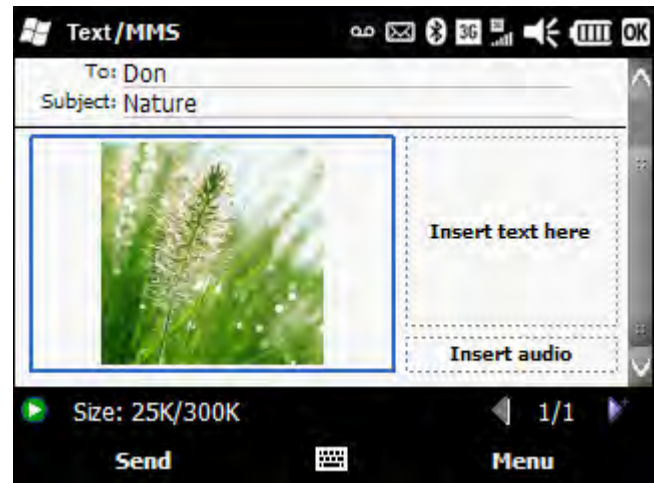 Text/MMS 3G OK
To: Don
Subject: Nature
Insert text here
Insert audio
Size: 25K/300K 1/1
Send Menu